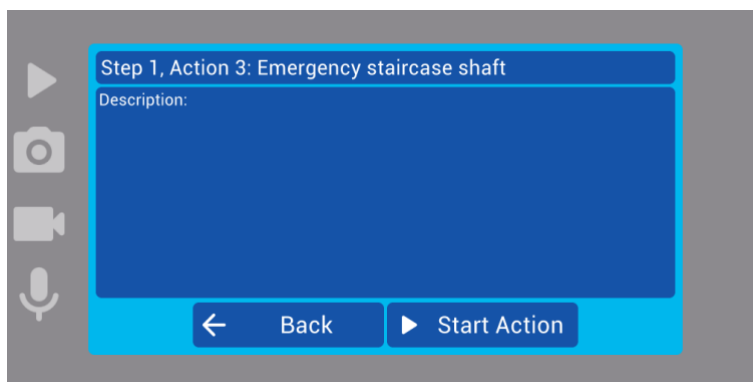 Step 1, Action 3: Emergency staircase shaft
Description:
Back
Start Action